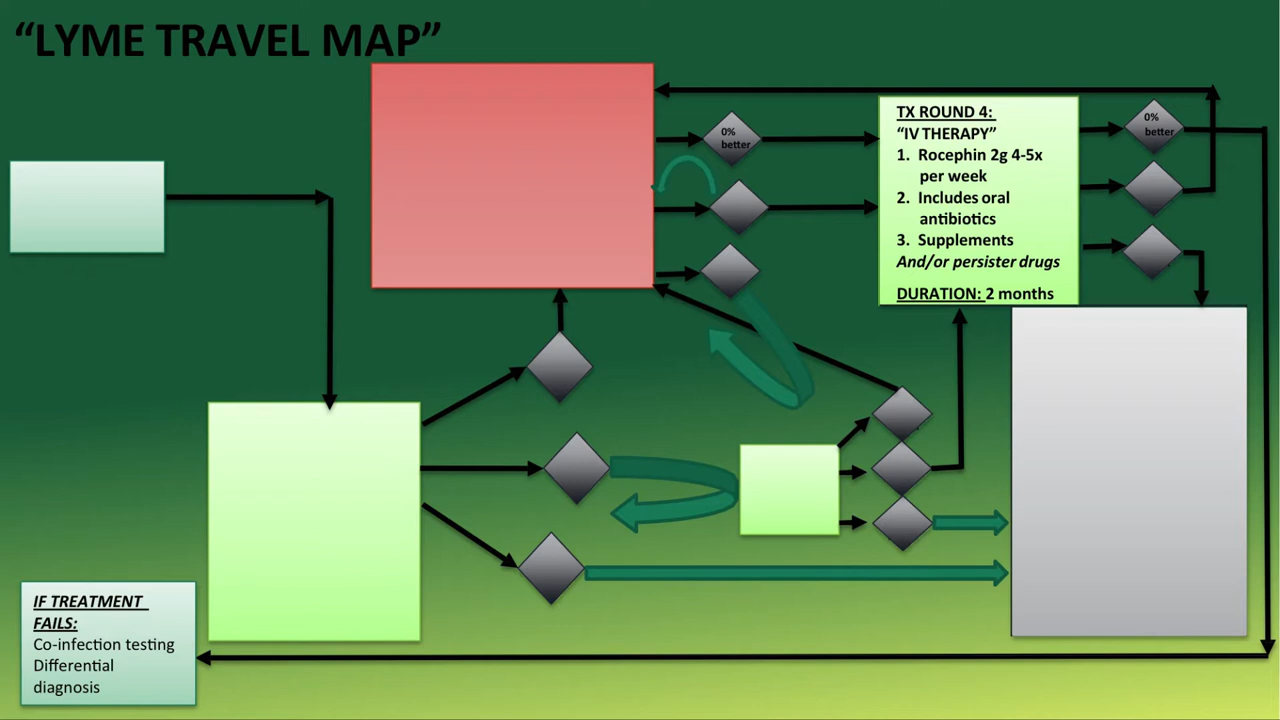 “LYME TRAVEL MAP”
0%
better
TX ROUND 4:
“IV THERAPY”
1. Rocephin 2g 4-5x
per week
2. Includes oral
antibiotics
3. Supplements
And/or persister drugs
DURATION: 2 months
0%
better
IF TREATMENT
FAILS:
Co-infection testing
Differential
diagnosis